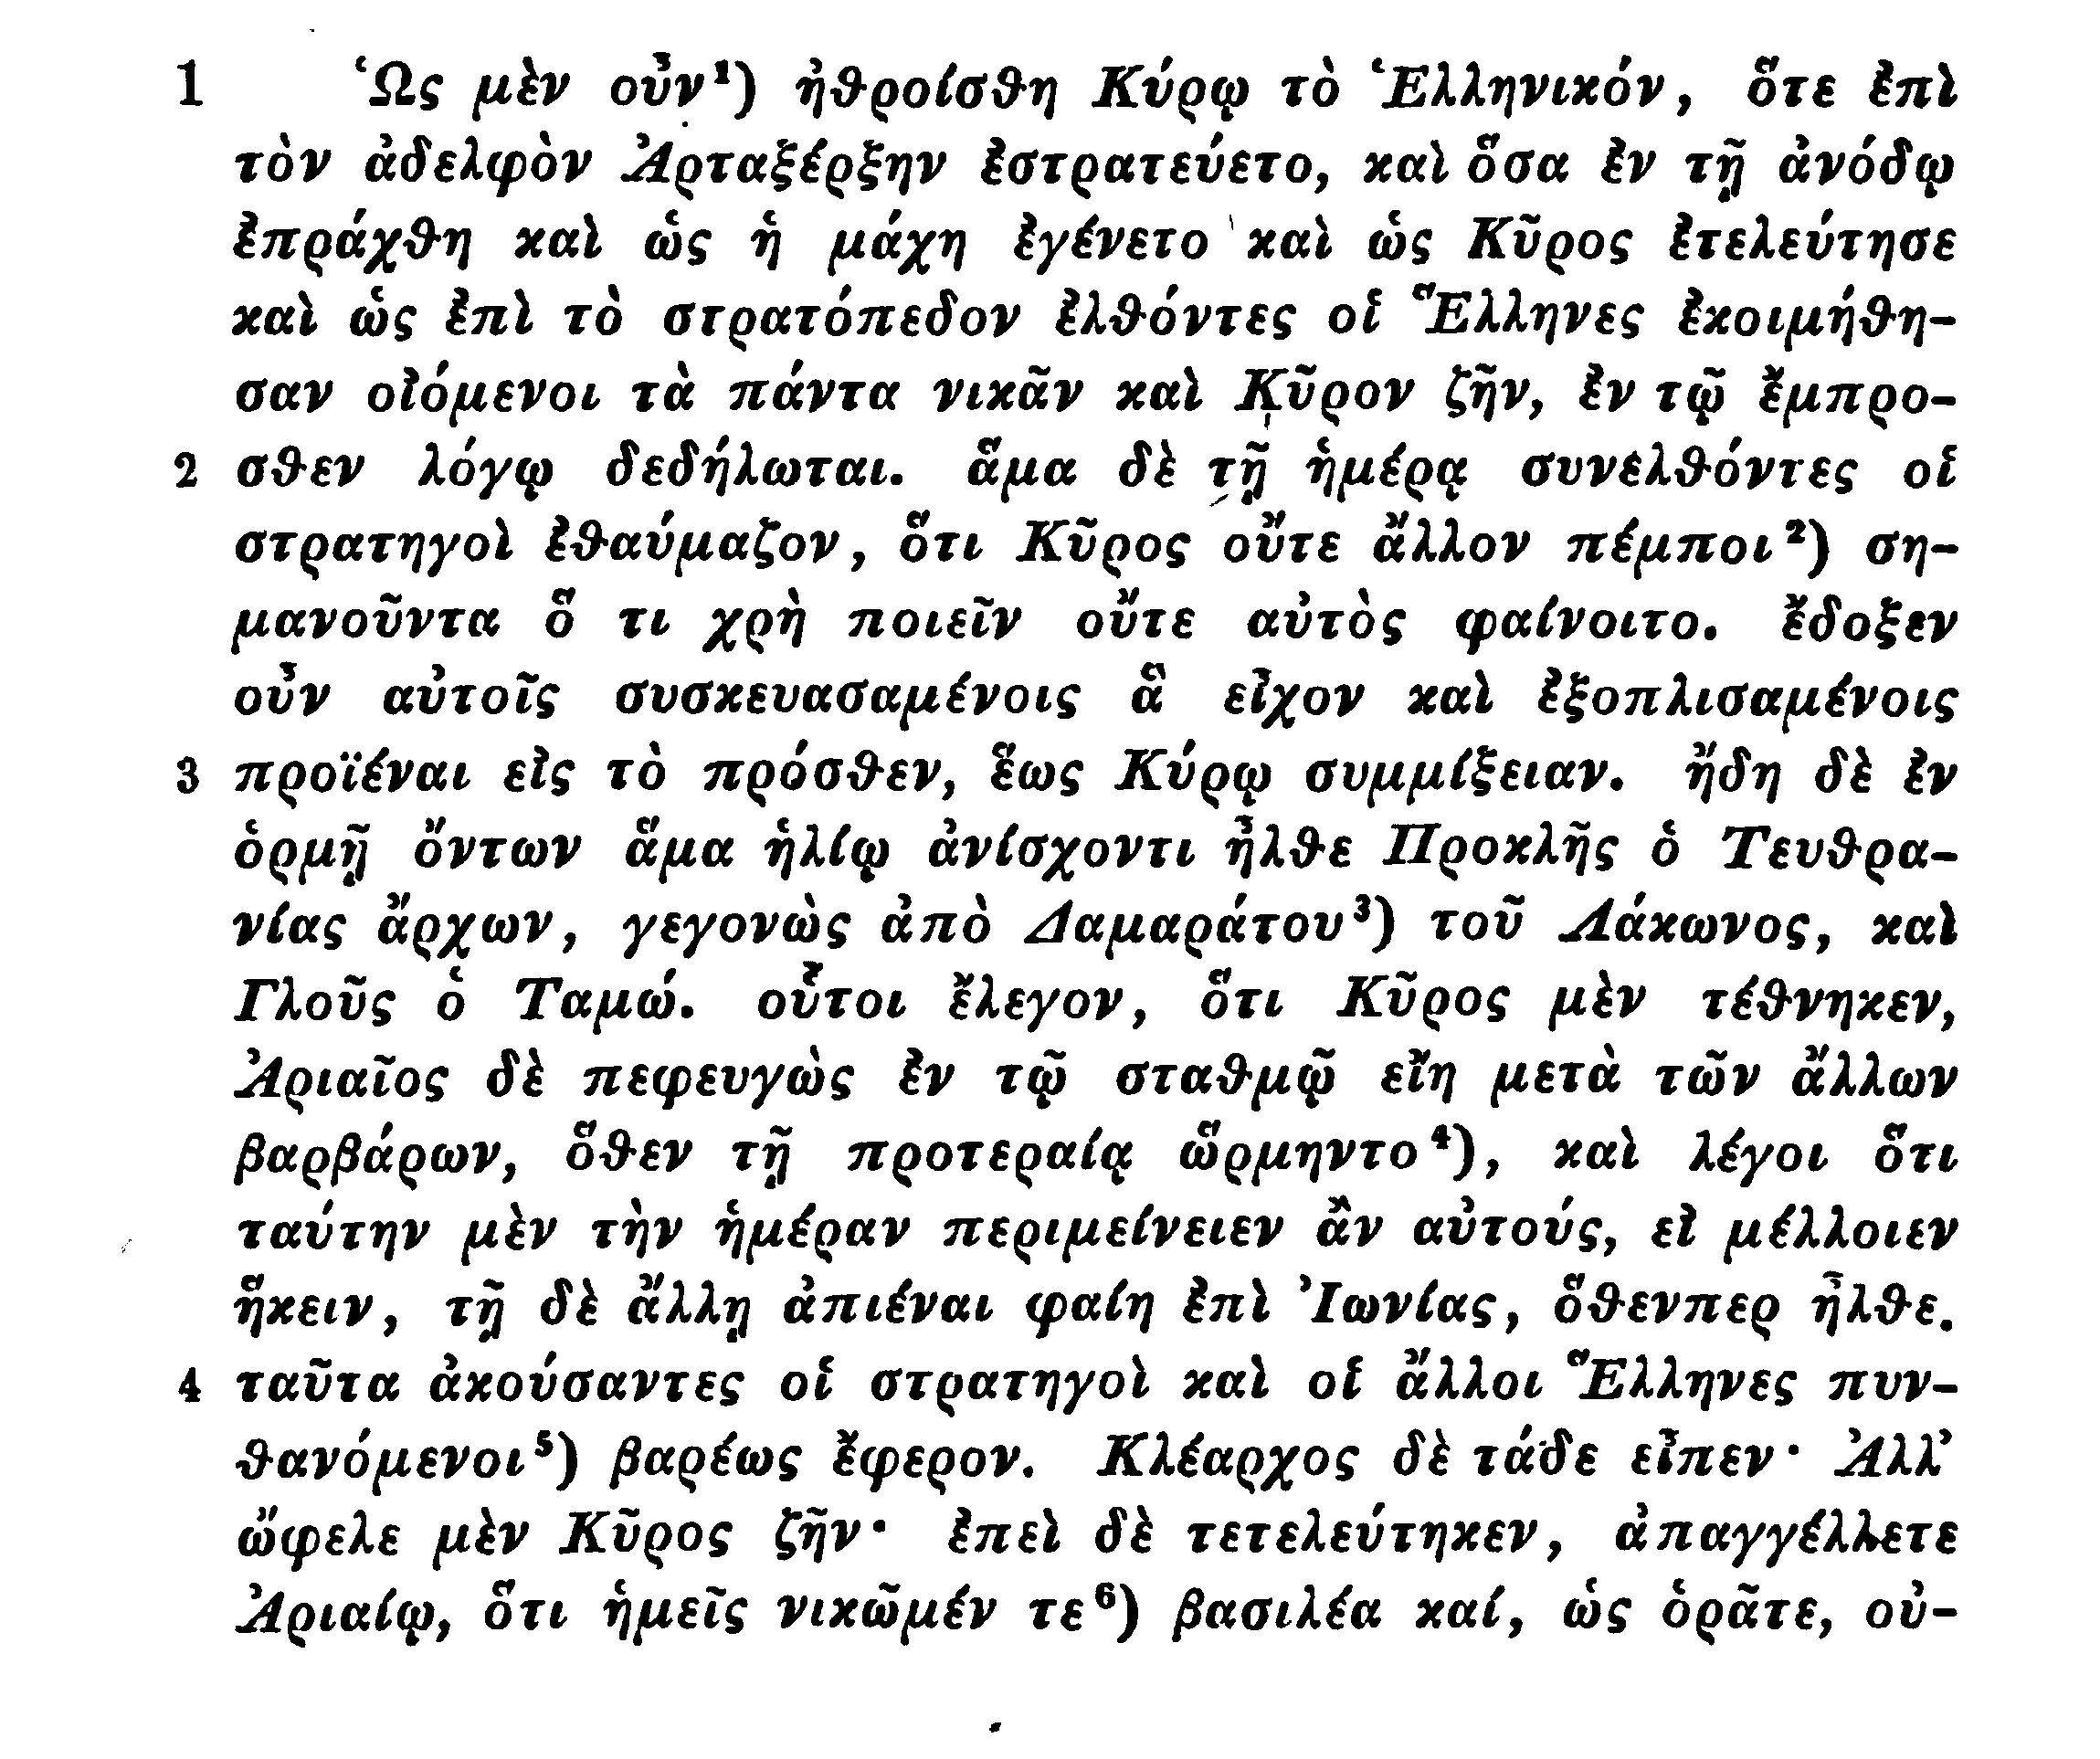 1 Ὡς μὲν οὖν¹) ἠθροίσθη Κύρῳ τὸ Ἑλληνικόν, ὅτε ἐπὶ
τὸν ἀδελφὸν Ἀρταξέρξην ἐστρατεύετο, καὶ ὅσα ἐν τῇ ἀνόδῳ
ἐπράχθη καὶ ὡς ἡ μάχη ἐγένετο καὶ ὡς Κῦρος ἐτελεύτησε
καὶ ὡς ἐπὶ τὸ στρατόπεδον ἐλθόντες οἱ Ἕλληνες ἐκοιμήθη-
σαν οἰόμενοι τὰ πάντα νικᾶν καὶ Κῦρον ζῆν, ἐν τῷ ἔμπρο-
2 σθεν λόγῳ δεδήλωται. ἅμα δὲ τῇ ἡμέρᾳ συνελθόντες οἱ
στρατηγοὶ ἐθαύμαζον, ὅτι Κῦρος οὔτε ἄλλον πέμποι²) ση-
μανοῦντα ὅ τι χρὴ ποιεῖν οὔτε αὐτὸς φαίνοιτο. ἔδοξεν
οὖν αὐτοῖς συσκευασαμένοις ἃ εἶχον καὶ ἐξοπλισαμένοις
3 προϊέναι εἰς τὸ πρόσθεν, ἕως Κύρῳ συμμίξειαν. ἤδη δὲ ἐν
ὁρμῇ ὄντων ἅμα ἡλίῳ ἀνίσχοντι ἦλθε Προκλῆς ὁ Τευθρα-
νίας ἄρχων, γεγονὼς ἀπὸ Δαμαράτου³) τοῦ Λάκωνος, καὶ
Γλοῦς ὁ Ταμώ. οὗτοι ἔλεγον, ὅτι Κῦρος μὲν τέθνηκεν,
Ἀριαῖος δὲ πεφευγὼς ἐν τῷ σταθμῷ εἴη μετὰ τῶν ἄλλων
βαρβάρων, ὅθεν τῇ προτεραίᾳ ὥρμηντο⁴), καὶ λέγοι ὅτι
ταύτην μὲν τὴν ἡμέραν περιμείνειεν ἂν αὐτούς, εἰ μέλλοιεν
ἥκειν, τῇ δὲ ἄλλῃ ἀπιέναι φαίη ἐπὶ Ἰωνίας, ὅθενπερ ἦλθε.
4 ταῦτα ἀκούσαντες οἱ στρατηγοὶ καὶ οἱ ἄλλοι Ἕλληνες πυν-
θανόμενοι⁵) βαρέως ἔφερον. Κλέαρχος δὲ τάδε εἶπεν· Ἀλλ’
ὤφελε μὲν Κῦρος ζῆν· ἐπεὶ δὲ τετελεύτηκεν, ἀπαγγέλλετε
Ἀριαίῳ, ὅτι ἡμεῖς νικῶμέν τε⁶) βασιλέα καί, ὡς ὁρᾶτε, οὐ-